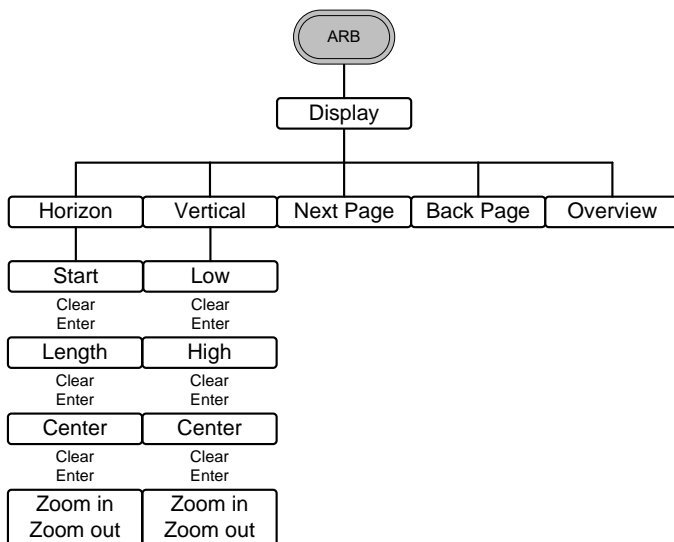 ARB
Display
Horizon
Vertical
Next Page
Back Page
Overview
Start
Clear
Enter
Length
Clear
Enter
Center
Clear
Enter
Zoom in
Zoom out
Low
Clear
Enter
High
Clear
Enter
Center
Clear
Enter
Zoom in
Zoom out